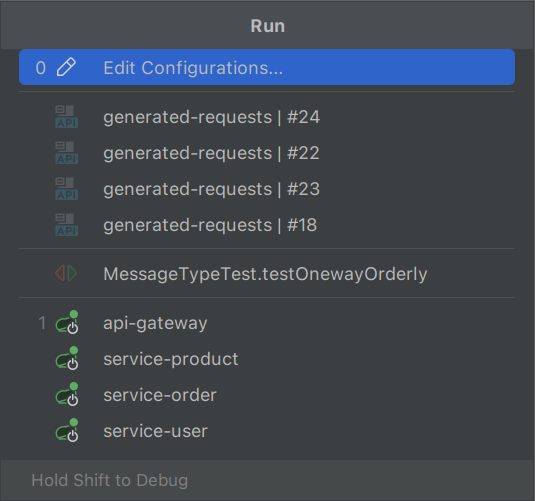 Run
0 Edit Configurations...
API generated-requests | #24
API generated-requests | #22
API generated-requests | #23
API generated-requests | #18
MessageTypeTest.testOnewayOrderly
1 api-gateway
service-product
service-order
service-user
Hold Shift to Debug